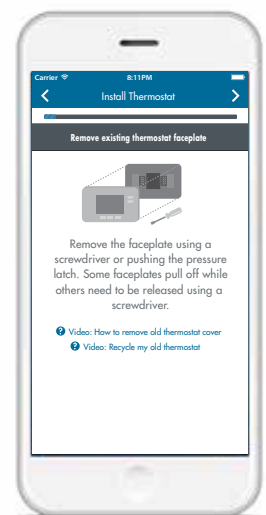 Carrier 8:11PM
Install Thermostat
Remove existing thermostat faceplate
Remove the faceplate using a
screwdriver or pushing the pressure
latch. Some faceplates pull off while
others need to be released using a
screwdriver.
? Video: How to remove old thermostat cover
? Video: Recycle my old thermostat